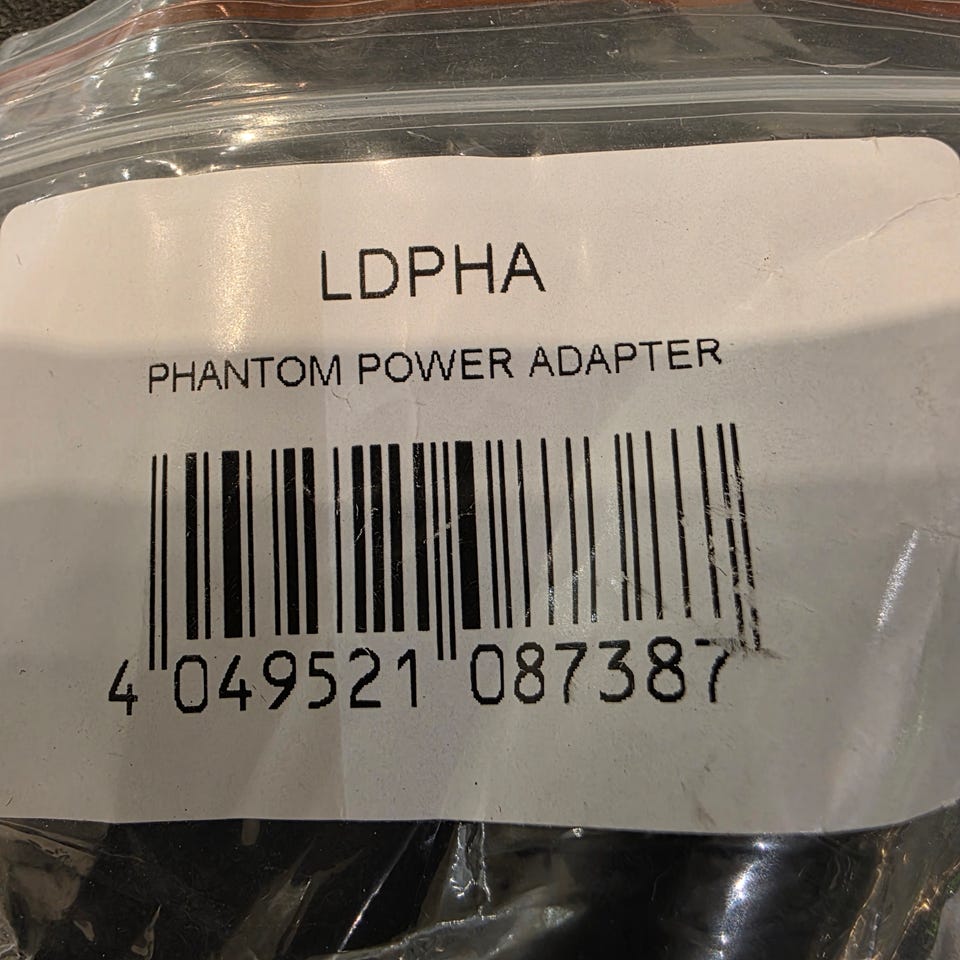 LDPHA
PHANTOM POWER ADAPTER
4 049521 087387